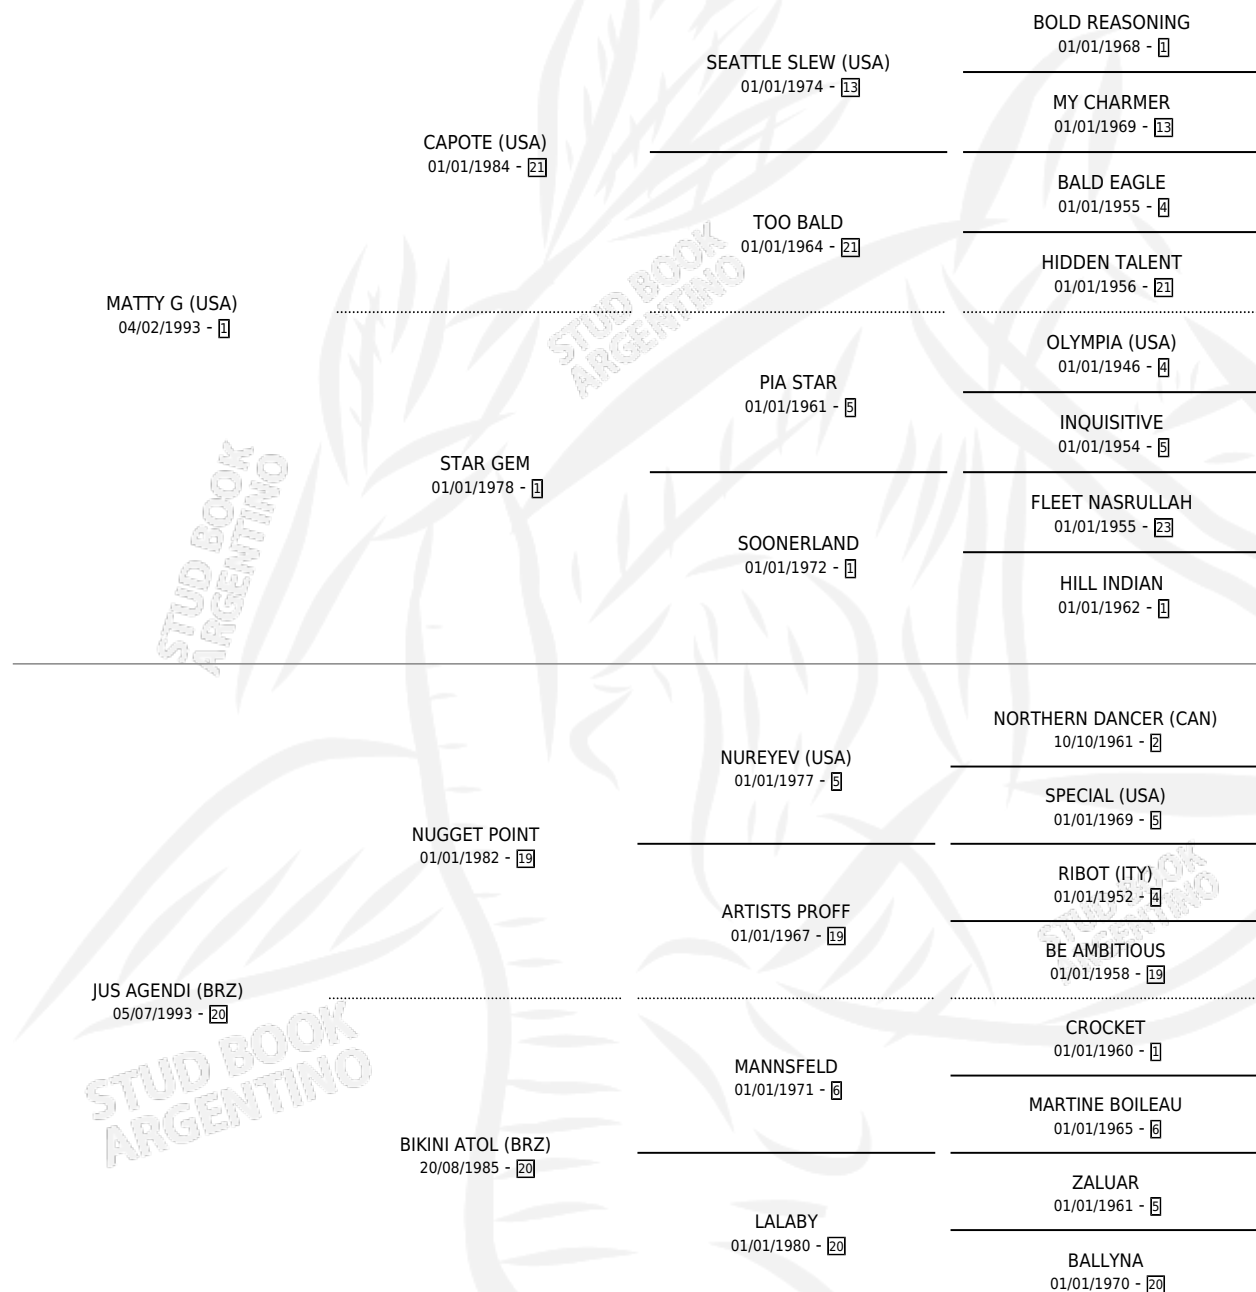 BOLD REASONING
01/01/1968 - 1
SEATTLE SLEW (USA)
01/01/1974 - 13
MY CHARMER
01/01/1969 - 13
CAPOTE (USA)
01/01/1984 - 21
BALD EAGLE
01/01/1955 - 4
TOO BALD
01/01/1964 - 21
HIDDEN TALENT
01/01/1956 - 21
MATTY G (USA)
04/02/1993 - 1
OLYMPIA (USA)
01/01/1946 - 4
PIA STAR
01/01/1961 - 5
INQUISITIVE
01/01/1954 - 5
STAR GEM
01/01/1978 - 1
FLEET NASRULLAH
01/01/1955 - 23
SOONERLAND
01/01/1972 - 1
HILL INDIAN
01/01/1962 - 1
NORTHERN DANCER (CAN)
10/10/1961 - 2
NUREYEV (USA)
01/01/1977 - 5
SPECIAL (USA)
01/01/1969 - 5
NUGGET POINT
01/01/1982 - 19
RIBOT (ITY)
01/01/1952 - 4
ARTISTS PROFF
01/01/1967 - 19
BE AMBITIOUS
01/01/1958 - 19
JUS AGENDI (BRZ)
05/07/1993 - 20
CROCKET
01/01/1960 - 1
MANNSFELD
01/01/1971 - 6
MARTINE BOILEAU
01/01/1965 - 6
BIKINI ATOL (BRZ)
20/08/1985 - 20
ZALUAR
01/01/1961 - 5
LALABY
01/01/1980 - 20
BALLYNA
01/01/1970 - 20
STUD BOOK
ARGENTINO
STUD BOOK
ARGENTINO
STUD BOOK
ARGENTINO
STUD BOOK
ARGENTINO